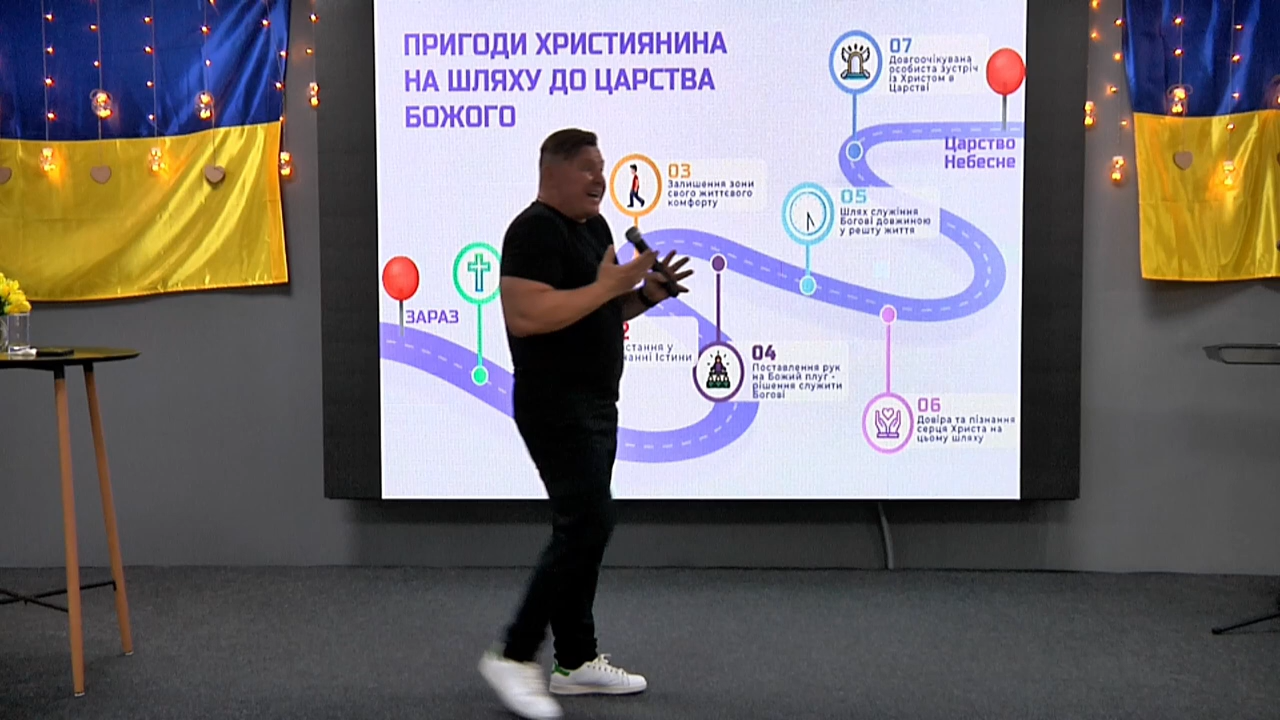 ПРИГОДИ ХРИСТИЯНИНА
НА ШЛЯХУ ДО ЦАРСТВА
БОЖОГО
07
Довгоочікувана
особиста зустріч
із Христом в
Царстві
Царство
Небесне
03
Залишення зони
свого життєвого
комфорту
05
Шлях служіння
Богові довжиною
у решту життя
ЗАРАЗ
2
Істини
04
Поставлення рук
на Божий плуг -
рішення служити
Богові
06
Довіра та пізнання
серця Христа на
цьому шляху